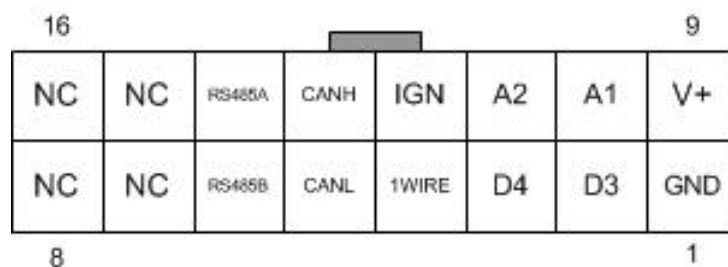 16 9
NC NC RS485A CANH IGN A2 A1 V+
NC NC RS485B CANL 1WIRE D4 D3 GND
8 1